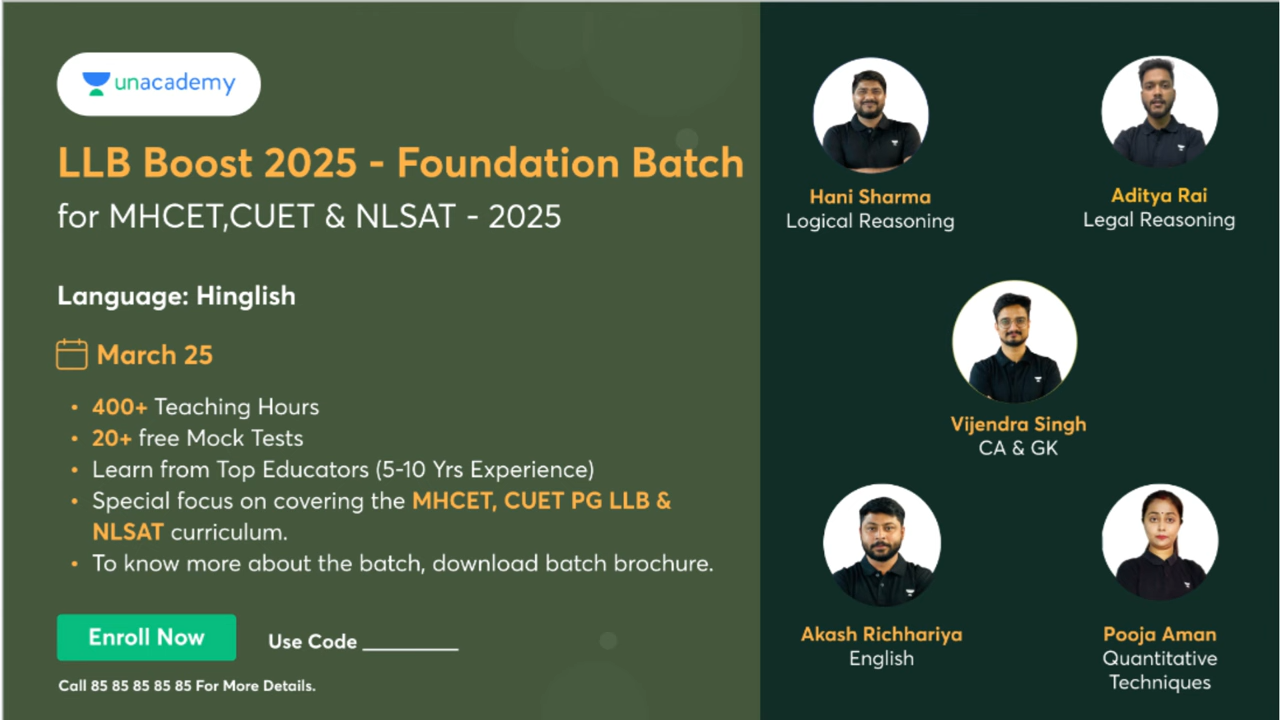 unacademy
LLB Boost 2025 - Foundation Batch
for MHCET,CUET & NLSAT - 2025
Language: Hinglish
March 25
• 400+ Teaching Hours
• 20+ free Mock Tests
• Learn from Top Educators (5-10 Yrs Experience)
• Special focus on covering the MHCET, CUET PG LLB &
NLSAT curriculum.
• To know more about the batch, download batch brochure.
Enroll Now
Use Code _________
Call 85 85 85 85 85 For More Details.
Hani Sharma
Logical Reasoning
Aditya Rai
Legal Reasoning
Vijendra Singh
CA & GK
Akash Richhariya
English
Pooja Aman
Quantitative
Techniques